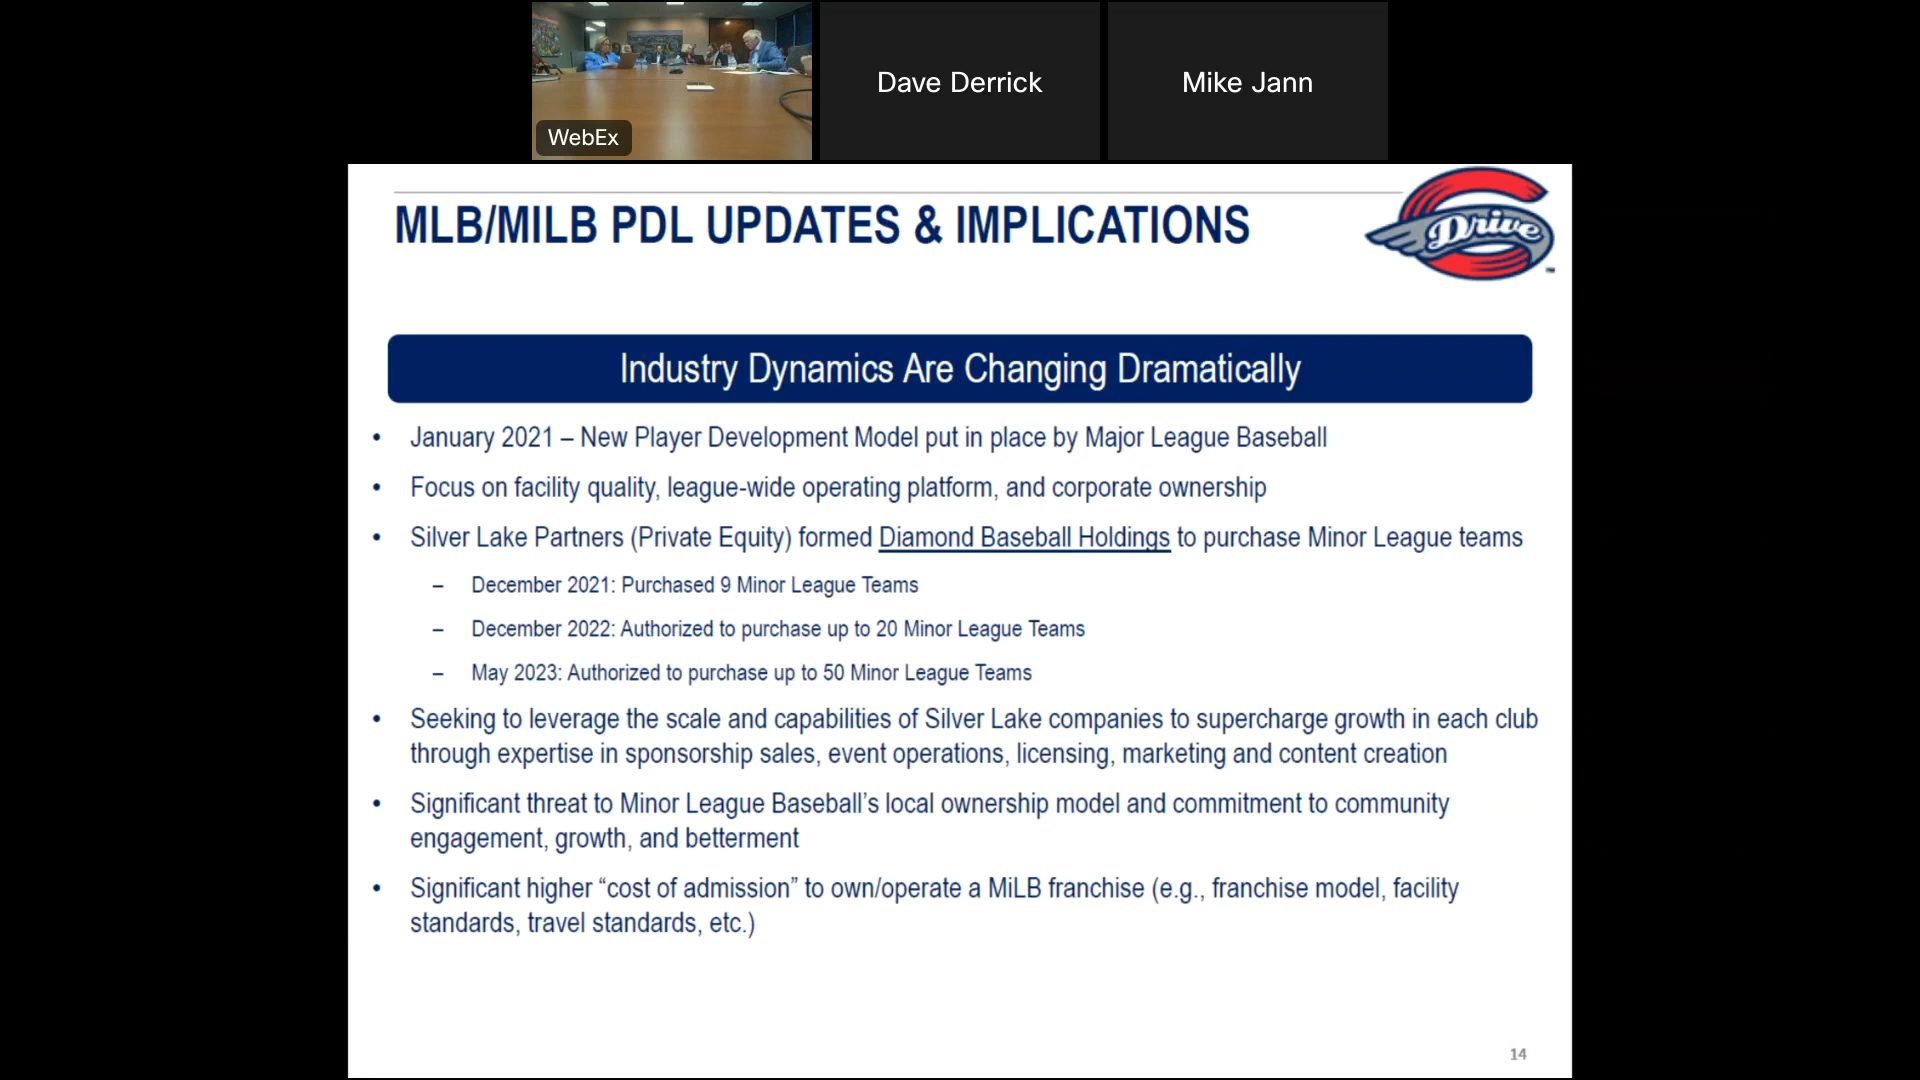 WebEx
Dave Derrick
Mike Jann
MLB/MILB PDL UPDATES & IMPLICATIONS
Drive
™
Industry Dynamics Are Changing Dramatically
• January 2021 – New Player Development Model put in place by Major League Baseball
• Focus on facility quality, league-wide operating platform, and corporate ownership
• Silver Lake Partners (Private Equity) formed Diamond Baseball Holdings to purchase Minor League teams
– December 2021: Purchased 9 Minor League Teams
– December 2022: Authorized to purchase up to 20 Minor League Teams
– May 2023: Authorized to purchase up to 50 Minor League Teams
• Seeking to leverage the scale and capabilities of Silver Lake companies to supercharge growth in each club
through expertise in sponsorship sales, event operations, licensing, marketing and content creation
• Significant threat to Minor League Baseball’s local ownership model and commitment to community
engagement, growth, and betterment
• Significant higher “cost of admission” to own/operate a MiLB franchise (e.g., franchise model, facility
standards, travel standards, etc.)
14